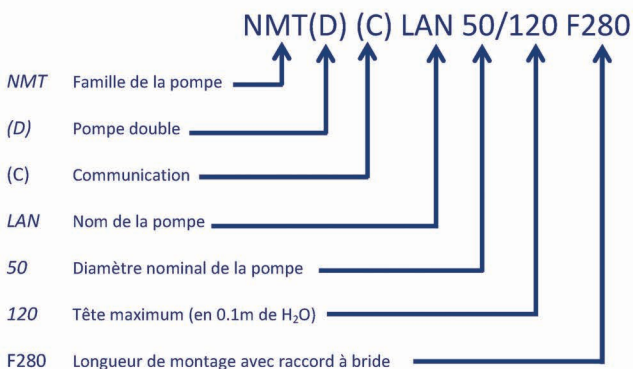 NMT(D) (C) LAN 50/120 F280
NMT Famille de la pompe
(D) Pompe double
(C) Communication
LAN Nom de la pompe
50 Diamètre nominal de la pompe
120 Tête maximum (en 0.1m de H₂O)
F280 Longueur de montage avec raccord à bride